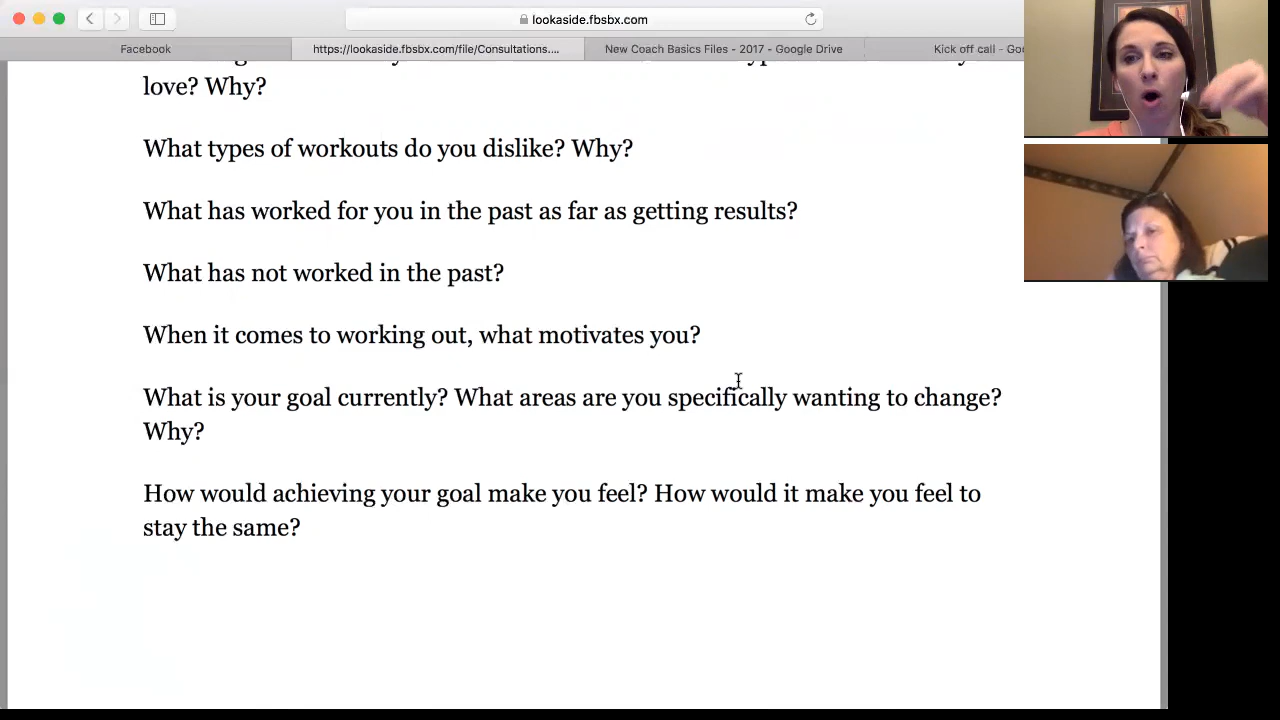 lookaside.fbsbx.com
Facebook
https://lookaside.fbsbx.com/file/Consultations....
New Coach Basics Files - 2017 - Google Drive
Kick off call - Goo
love? Why?
What types of workouts do you dislike? Why?
What has worked for you in the past as far as getting results?
What has not worked in the past?
When it comes to working out, what motivates you?
What is your goal currently? What areas are you specifically wanting to change?
Why?
How would achieving your goal make you feel? How would it make you feel to
stay the same?